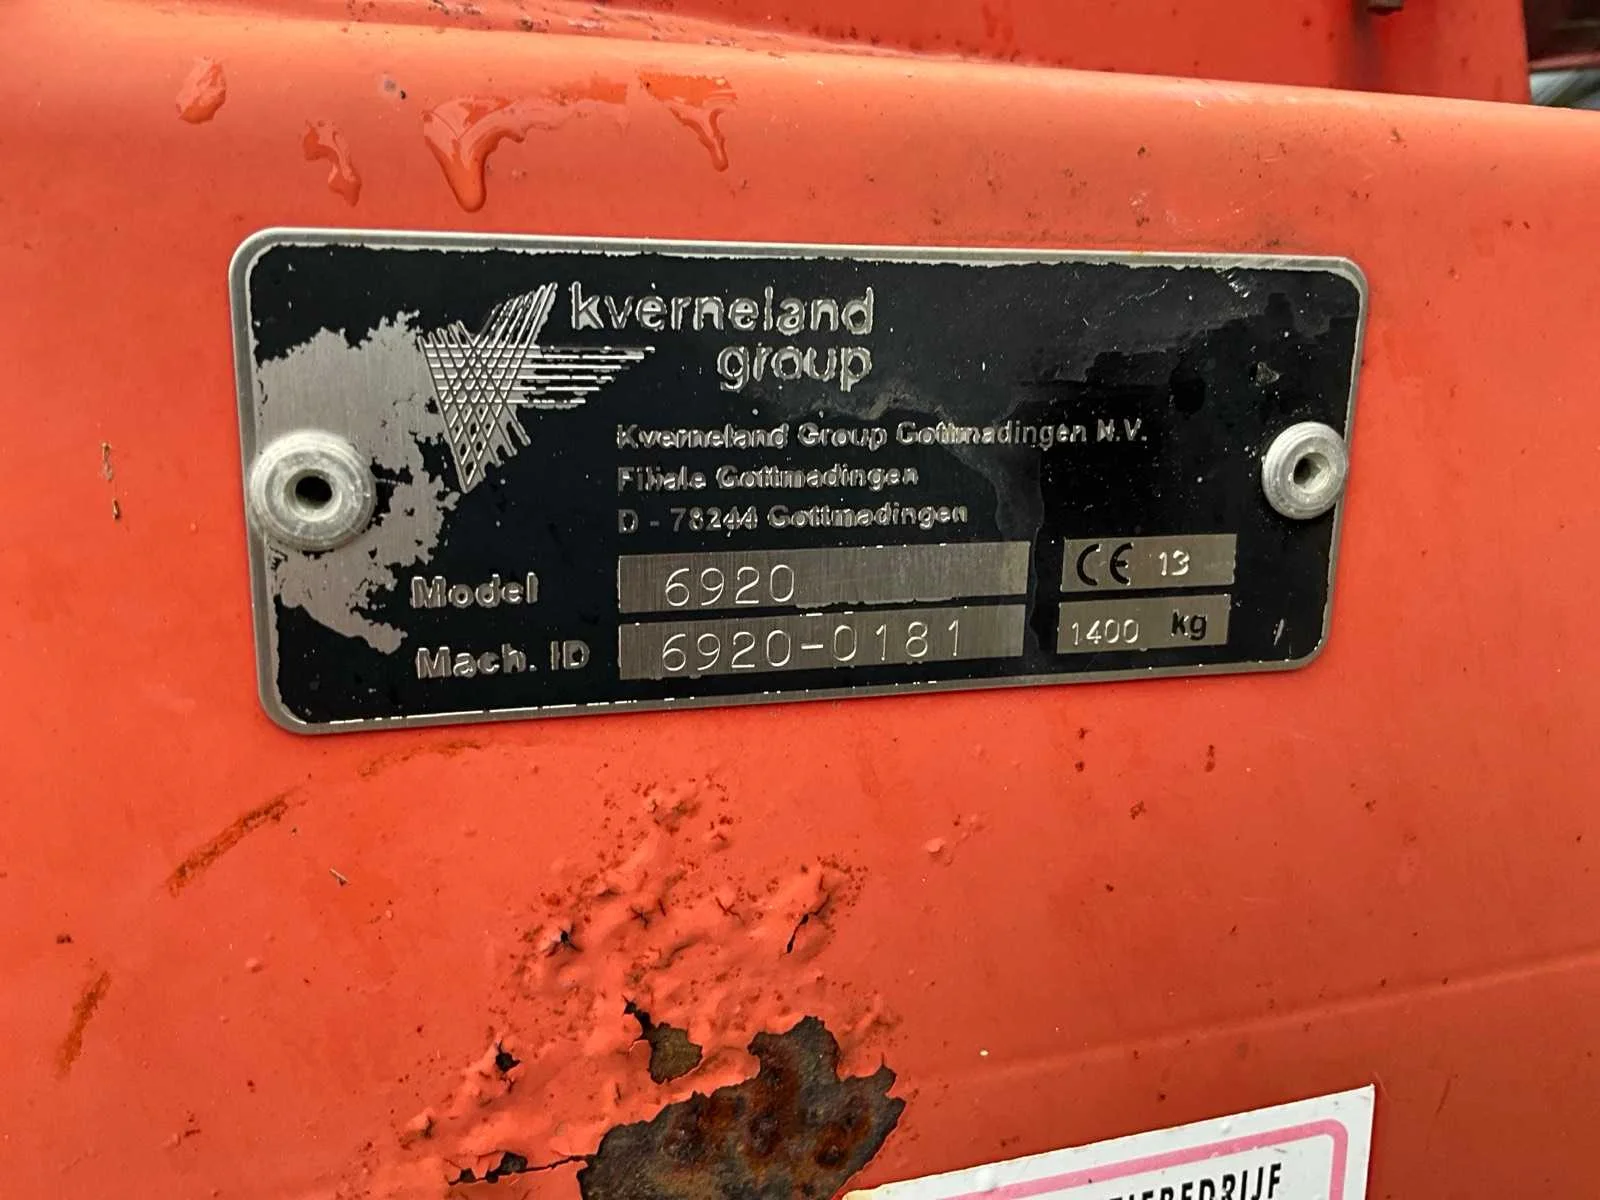 kverneland
group
Kverneland Group Gottmadingen N.V.
Filiale Gottmadingen
D - 78244 Gottmadingen
Model 6920 CE 13
Mach. ID 6920-0181 1400 kg